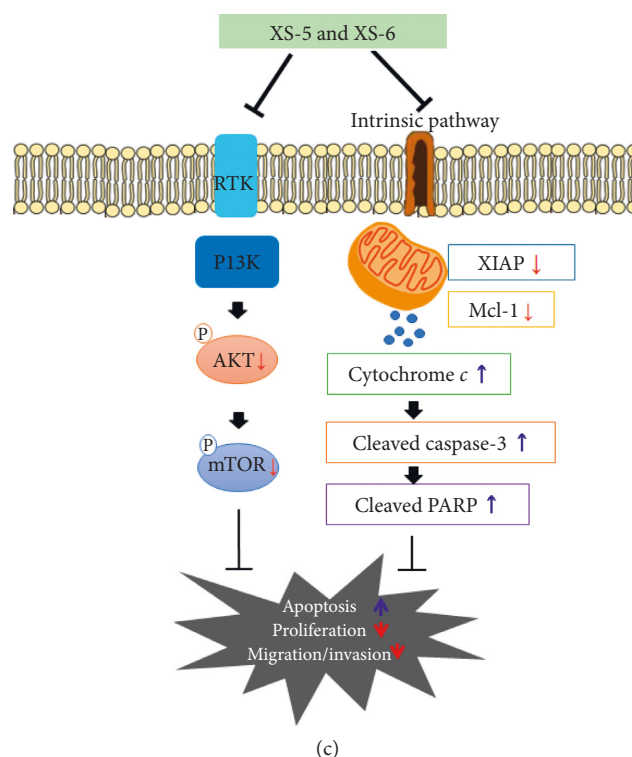 XS-5 and XS-6
Intrinsic pathway
RTK
P13K
XIAP ↓
Mcl-1 ↓
P
AKT ↓
Cytochrome c ↑
P
mTOR ↓
Cleaved caspase-3 ↑
Cleaved PARP ↑
Apoptosis ↑
Proliferation ↓
Migration/invasion ↓
(c)